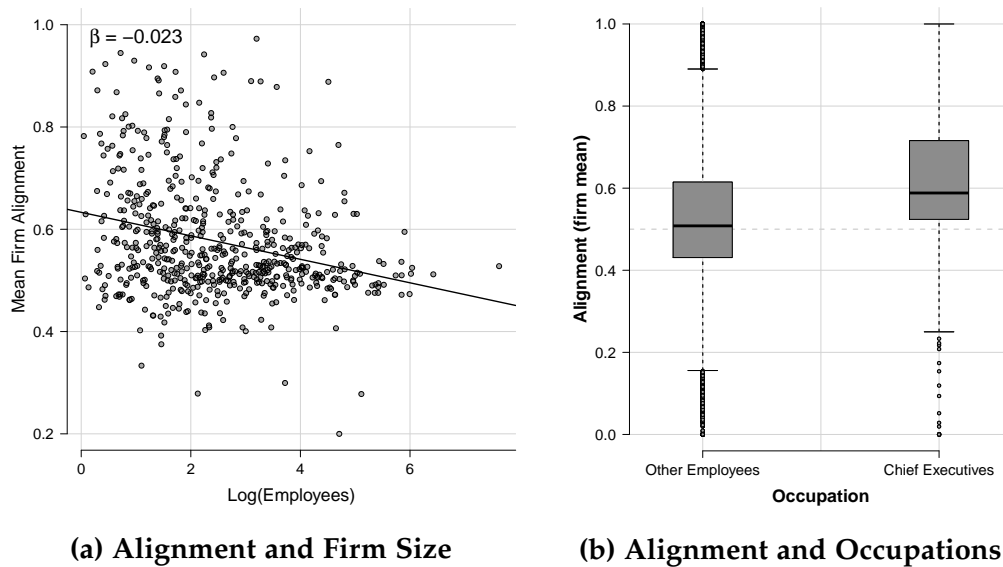 β = −0.023
1.0
0.8
0.6
0.4
0.2
Mean Firm Alignment
0 2 4 6
Log(Employees)
(a) Alignment and Firm Size
1.0
0.8
0.6
0.4
0.2
0.0
Alignment (firm mean)
Other Employees Chief Executives
Occupation
(b) Alignment and Occupations